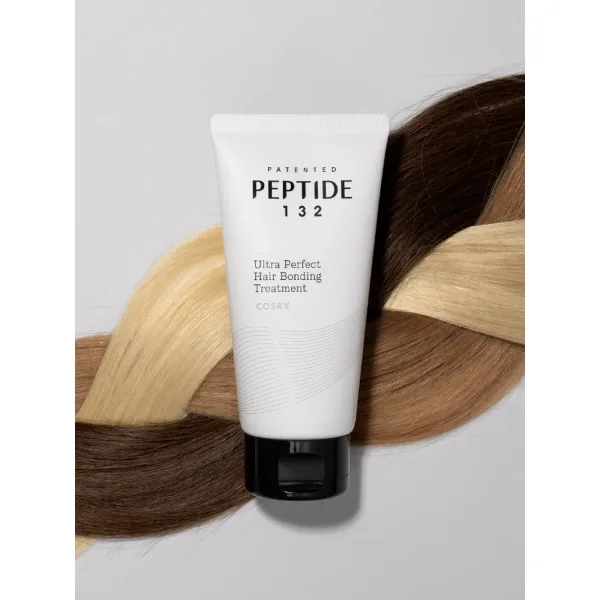 PATENTED
PEPTIDE
132
Ultra Perfect
Hair Bonding
Treatment
COSRX